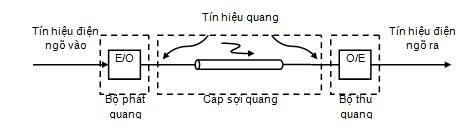 Tín hiệu quang
Tín hiệu điện
ngõ vào
Tín hiệu điện
ngõ ra
E/O
O/E
Bộ phát
quang
Cáp sợi quang
Bộ thu
quang